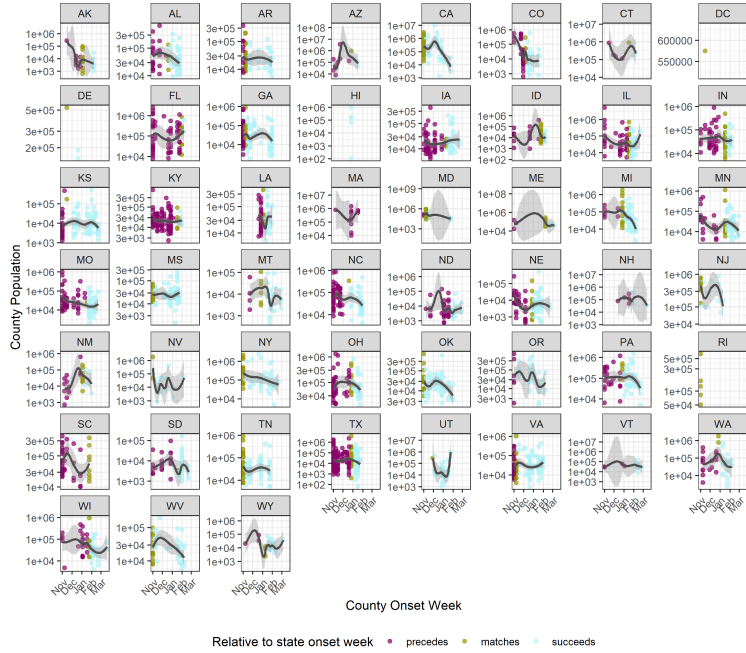 AK AL AR AZ CA CO CT DC
1e+06 1e+05 1e+04 1e+03
3e+05 1e+05 3e+04 1e+04
3e+05 1e+05 3e+04 1e+04
1e+07 1e+06 1e+05 1e+04
1e+07 1e+05 1e+03
1e+06 1e+05 1e+04 1e+03
1e+07 1e+06 1e+05 1e+04
600000 550000
DE FL GA HI IA ID IL IN
5e+05 3e+05 2e+05
1e+06 1e+05 1e+04
1e+06 1e+05 1e+04
1e+06 1e+05 1e+04 1e+03 1e+02
3e+05 1e+05 3e+04 1e+04
1e+06 1e+05 1e+04 1e+03 1e+02
1e+06 1e+05 1e+04
1e+06 1e+05 1e+04
KS KY LA MA MD ME MI MN
1e+05 1e+04 1e+03
3e+05 1e+05 3e+04 1e+04 3e+03
3e+05 1e+05 3e+04 1e+04
1e+07 1e+06 1e+05 1e+04
1e+09 1e+06 1e+03
1e+08 1e+06 1e+04
1e+06 1e+05 1e+04
1e+06 1e+05 1e+04
MO MS MT NC ND NE NH NJ
1e+06 1e+05 1e+04
3e+05 1e+05 3e+04 1e+04 3e+03
1e+05 1e+04 1e+03
1e+06 1e+05 1e+04
1e+05 1e+04 1e+03
1e+05 1e+04 1e+03
1e+07 1e+06 1e+05 1e+04 1e+03
1e+06 3e+05 1e+05 3e+04
NM NV NY OH OK OR PA RI
1e+06 1e+05 1e+04 1e+03
1e+06 1e+05 1e+04 1e+03
1e+06 1e+05 1e+04
1e+06 3e+05 1e+05 3e+04
3e+05 1e+05 3e+04 1e+04 3e+03
1e+06 1e+05 1e+04
1e+06 1e+05 1e+04
5e+05 1e+05 5e+04
SC SD TN TX UT VA VT WA
3e+05 1e+05 3e+04 1e+04
1e+05 1e+04 1e+03
1e+06 1e+05 1e+04
1e+06 1e+05 1e+04 1e+03 1e+02
1e+06 1e+05 1e+04 1e+03
1e+06 1e+05 1e+04
1e+07 1e+06 1e+05 1e+04 1e+03
1e+06 1e+05 1e+04
WI WV WY
1e+06 1e+05 1e+04
1e+05 3e+04 1e+04
1e+06 1e+05 1e+04 1e+03
Nov Dec Jan Feb Mar
County Population
County Onset Week
Relative to state onset week precedes matches succeeds